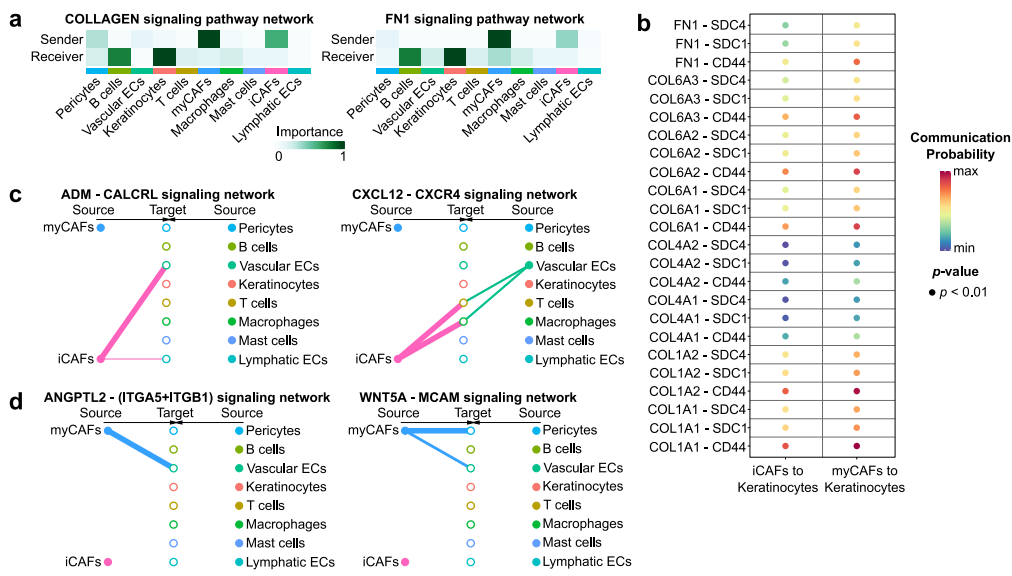 a
COLLAGEN signaling pathway network
Sender
Receiver
Pericytes
B cells
Vascular ECs
Keratinocytes
T cells
myCAFs
Macrophages
Mast cells
iCAFs
Lymphatic ECs
FN1 signaling pathway network
Sender
Receiver
Pericytes
B cells
Vascular ECs
Keratinocytes
T cells
myCAFs
Macrophages
Mast cells
iCAFs
Lymphatic ECs
Importance
0 1
b
FN1 - SDC4
FN1 - SDC1
FN1 - CD44
COL6A3 - SDC4
COL6A3 - SDC1
COL6A3 - CD44
COL6A2 - SDC4
COL6A2 - SDC1
COL6A2 - CD44
COL6A1 - SDC4
COL6A1 - SDC1
COL6A1 - CD44
COL4A2 - SDC4
COL4A2 - SDC1
COL4A2 - CD44
COL4A1 - SDC4
COL4A1 - SDC1
COL4A1 - CD44
COL1A2 - SDC4
COL1A2 - SDC1
COL1A2 - CD44
COL1A1 - SDC4
COL1A1 - SDC1
COL1A1 - CD44
iCAFs to
Keratinocytes
myCAFs to
Keratinocytes
Communication
Probability
max
min
p-value
p < 0.01
c
ADM - CALCRL signaling network
Source Target Source
myCAFs
iCAFs
Pericytes
B cells
Vascular ECs
Keratinocytes
T cells
Macrophages
Mast cells
Lymphatic ECs
CXCL12 - CXCR4 signaling network
Source Target Source
myCAFs
iCAFs
Pericytes
B cells
Vascular ECs
Keratinocytes
T cells
Macrophages
Mast cells
Lymphatic ECs
d
ANGPTL2 - (ITGA5+ITGB1) signaling network
Source Target Source
myCAFs
iCAFs
Pericytes
B cells
Vascular ECs
Keratinocytes
T cells
Macrophages
Mast cells
Lymphatic ECs
WNT5A - MCAM signaling network
Source Target Source
myCAFs
iCAFs
Pericytes
B cells
Vascular ECs
Keratinocytes
T cells
Macrophages
Mast cells
Lymphatic ECs